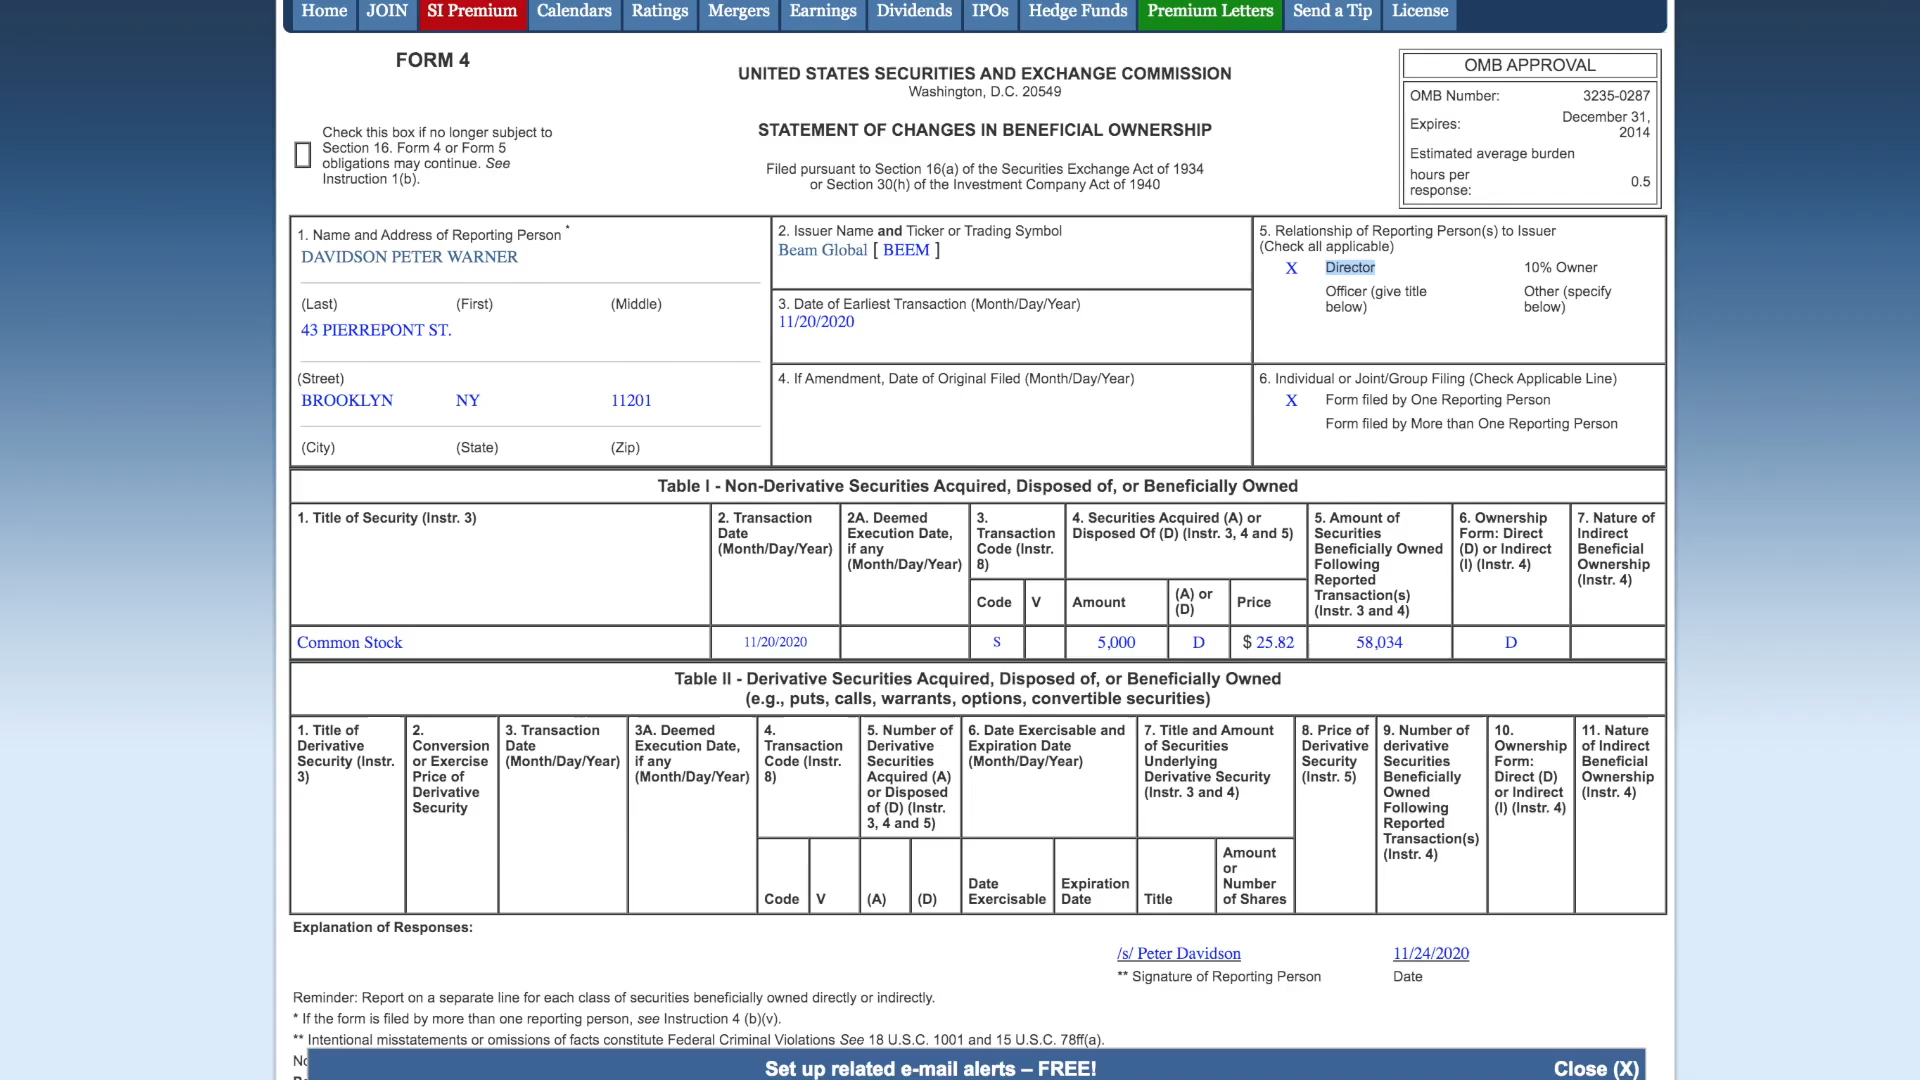 Home JOIN SI Premium Calendars Ratings Mergers Earnings Dividends IPOs Hedge Funds Premium Letters Send a Tip License
FORM 4
UNITED STATES SECURITIES AND EXCHANGE COMMISSION
Washington, D.C. 20549
STATEMENT OF CHANGES IN BENEFICIAL OWNERSHIP
Filed pursuant to Section 16(a) of the Securities Exchange Act of 1934
or Section 30(h) of the Investment Company Act of 1940
OMB APPROVAL
OMB Number: 3235-0287
Expires: December 31,
2014
Estimated average burden
hours per
response: 0.5
Check this box if no longer subject to
Section 16. Form 4 or Form 5
obligations may continue. See
Instruction 1(b).
1. Name and Address of Reporting Person *
DAVIDSON PETER WARNER
(Last) (First) (Middle)
43 PIERREPONT ST.
(Street)
BROOKLYN NY 11201
(City) (State) (Zip)
2. Issuer Name and Ticker or Trading Symbol
Beam Global [ BEEM ]
3. Date of Earliest Transaction (Month/Day/Year)
11/20/2020
4. If Amendment, Date of Original Filed (Month/Day/Year)
5. Relationship of Reporting Person(s) to Issuer
(Check all applicable)
X Director 10% Owner
Officer (give title
below)
Other (specify
below)
6. Individual or Joint/Group Filing (Check Applicable Line)
X Form filed by One Reporting Person
Form filed by More than One Reporting Person
Table I - Non-Derivative Securities Acquired, Disposed of, or Beneficially Owned
1. Title of Security (Instr. 3)
2. Transaction
Date
(Month/Day/Year)
2A. Deemed
Execution Date,
if any
(Month/Day/Year)
3.
Transaction
Code (Instr.
8)
4. Securities Acquired (A) or
Disposed Of (D) (Instr. 3, 4 and 5)
5. Amount of
Securities
Beneficially Owned
Following
Reported
Transaction(s)
(Instr. 3 and 4)
6. Ownership
Form: Direct
(D) or Indirect
(I) (Instr. 4)
7. Nature of
Indirect
Beneficial
Ownership
(Instr. 4)
Code V Amount
(A) or
(D)
Price
Common Stock 11/20/2020 S 5,000 D $ 25.82 58,034 D
Table II - Derivative Securities Acquired, Disposed of, or Beneficially Owned
(e.g., puts, calls, warrants, options, convertible securities)
1. Title of
Derivative
Security (Instr.
3)
2.
Conversion
or Exercise
Price of
Derivative
Security
3. Transaction
Date
(Month/Day/Year)
3A. Deemed
Execution Date,
if any
(Month/Day/Year)
4.
Transaction
Code (Instr.
8)
5. Number of
Derivative
Securities
Acquired (A)
or Disposed
of (D) (Instr.
3, 4 and 5)
6. Date Exercisable and
Expiration Date
(Month/Day/Year)
7. Title and Amount
of Securities
Underlying
Derivative Security
(Instr. 3 and 4)
8. Price of
Derivative
Security
(Instr. 5)
9. Number of
derivative
Securities
Beneficially
Owned
Following
Reported
Transaction(s)
(Instr. 4)
10.
Ownership
Form:
Direct (D)
or Indirect
(I) (Instr. 4)
11. Nature
of Indirect
Beneficial
Ownership
(Instr. 4)
Code V (A) (D)
Date
Exercisable
Expiration
Date
Title
Amount
or
Number
of Shares
Explanation of Responses:
/s/ Peter Davidson 11/24/2020
** Signature of Reporting Person Date
Reminder: Report on a separate line for each class of securities beneficially owned directly or indirectly.
* If the form is filed by more than one reporting person, see Instruction 4 (b)(v).
** Intentional misstatements or omissions of facts constitute Federal Criminal Violations See 18 U.S.C. 1001 and 15 U.S.C. 78ff(a).
Set up related e-mail alerts – FREE! Close (X)